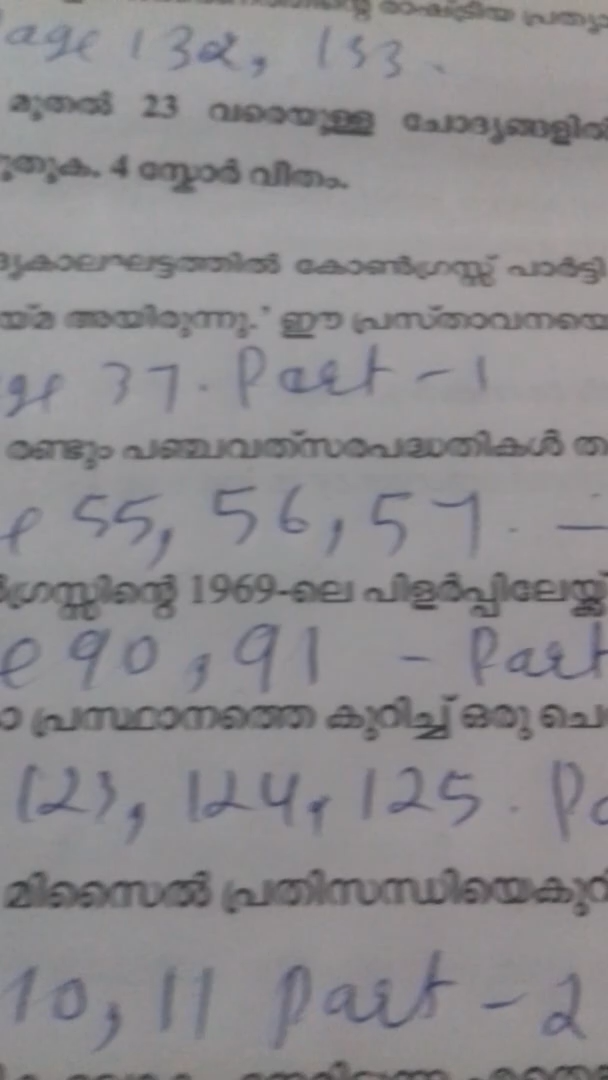 രാഷ്ട്രീയ
age 132, 133.
മുതൽ 23 വരെയുള്ള ചോദ്യങ്ങളിൽ
തുക. 4 സ്കോർ വീതം.
കാലഘട്ടത്തിൽ കോൺഗ്രസ്സ് പാർട്ടി
യ്മ അയിരുന്നു.' ഈ പ്രസ്താവനയെ
ge 37. Part - 1
രണ്ടും പഞ്ചവത്സരപദ്ധതികൾ ത
e 55, 56, 57. -
ഗ്രസ്സിന്റെ 1969-ലെ പിളർപ്പിലേയ്ക്ക്
e 90, 91 - Part
പ്രസ്ഥാനത്തെ കുറിച്ച് ഒരു ചെ
123, 124, 125. Pa
മിസൈൽ പ്രതിസന്ധിയെകുറി
10, 11 Part - 2